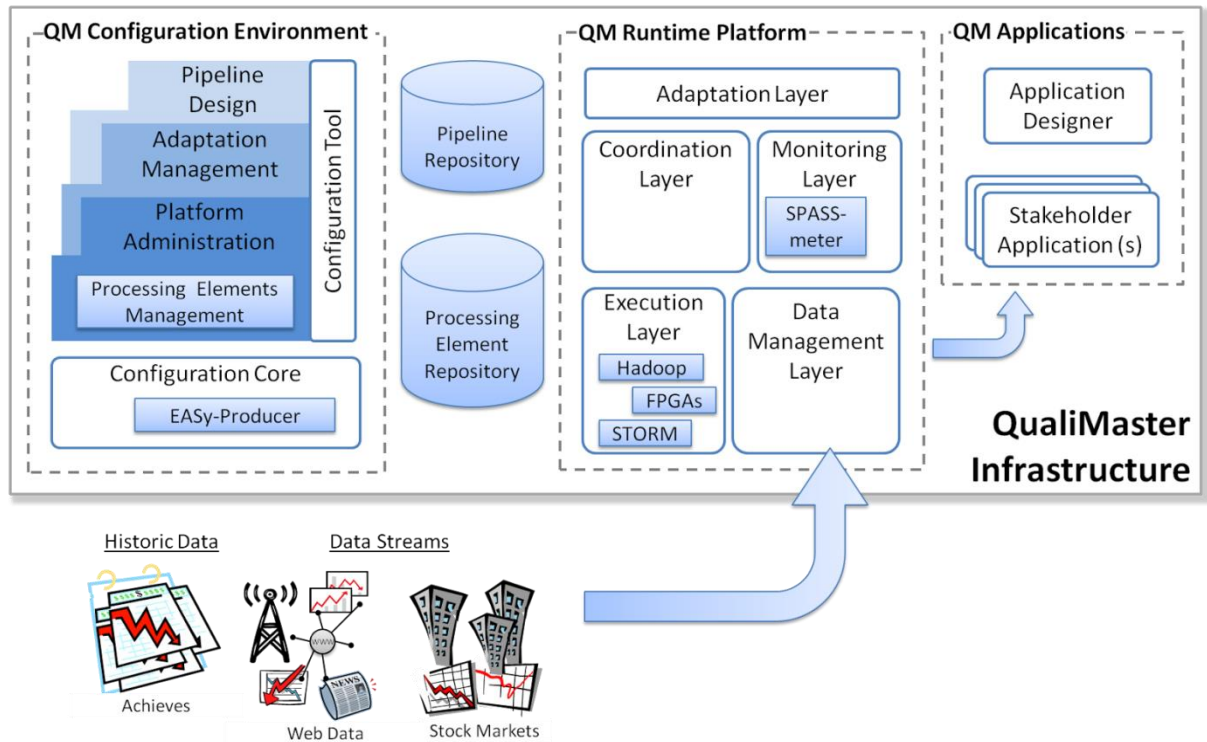 QM Configuration Environment
Pipeline
Design
Adaptation
Management
Platform
Administration
Processing Elements
Management
Configuration Tool
Configuration Core
EASy-Producer
Pipeline
Repository
Processing
Element
Repository
QM Runtime Platform
Adaptation Layer
Coordination
Layer
Monitoring
Layer
SPASS-
meter
Execution
Layer
Hadoop
FPGAs
STORM
Data
Management
Layer
QM Applications
Application
Designer
Stakeholder
Application (s)
QualiMaster
Infrastructure
Historic Data
Data Streams
Achieves
WWW
NEWS
Web Data
Stock Markets